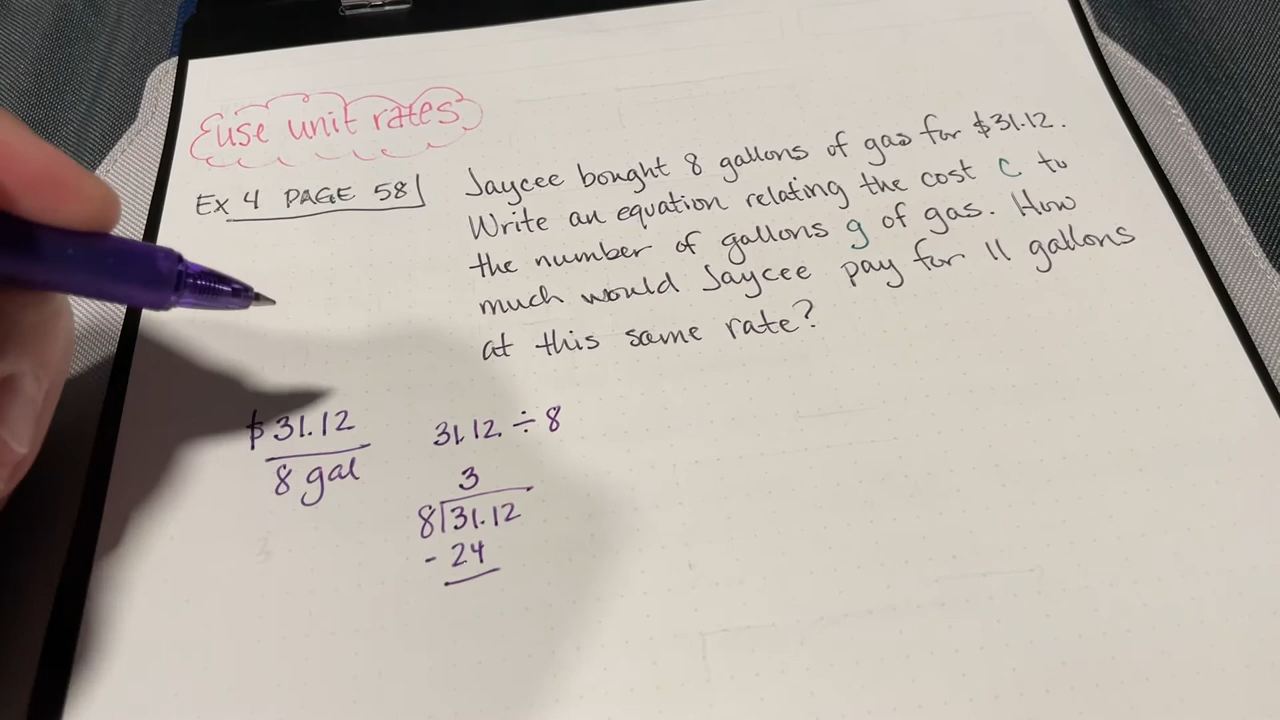 use unit rates
Ex 4 PAGE 58
Jaycee bought 8 gallons of gas for $31.12.
Write an equation relating the cost c to
the number of gallons g of gas. How
much would Jaycee pay for 11 gallons
at this same rate?
$31.12
8 gal
31.12 ÷ 8
3
8 31.12
- 24